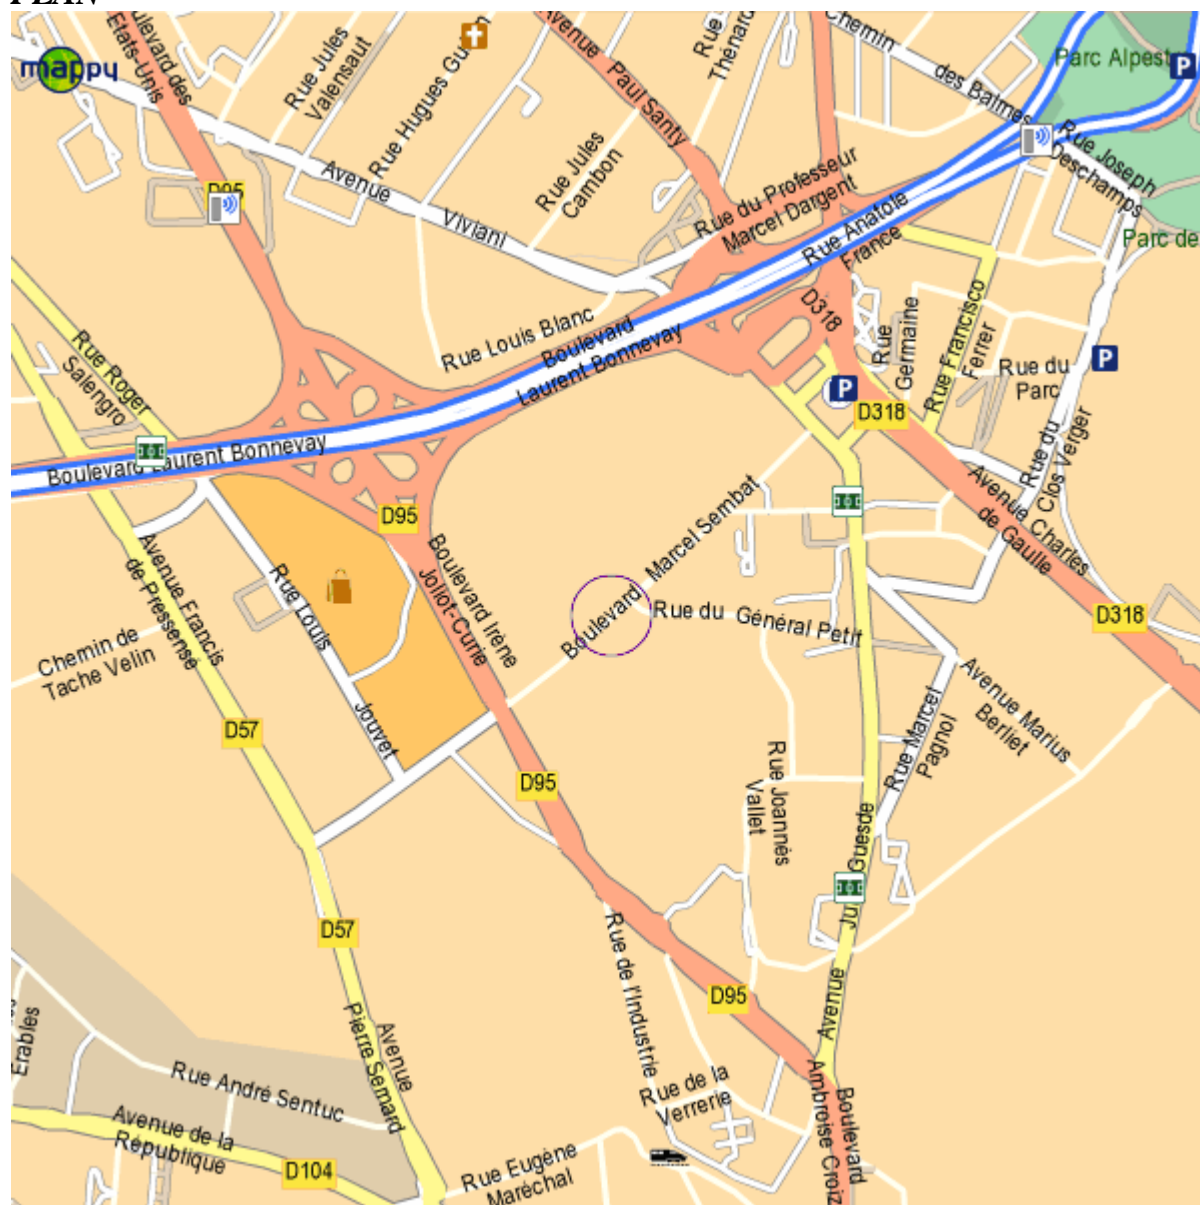 PLAN
mappy
Boulevard des
Etats-Unis
Rue Jules
Valensaut
Rue Hugues Gu
Avenue Paul Santy
Rue
Thénard
Chemin
des Balmes
Parc Alpest
P
Rue Joseph
Deschamps
Parc de
D95
Avenue Viviani
Rue Jules
Cambon
Rue du Professeur
Marcel Dargent
Rue Anatole
France
D318
Rue Louis Blanc
Boulevard
Laurent Bonnevay
Rue
Germaine
Rue Francisco
Ferrer
Rue du
Parc
P
P
D318
Rue du
Clos Verger
Rue Roger
Salengro
Boulevard Laurent Bonnevay
D95
Avenue Charles
de Gaulle
D318
Boulevard Marcel Sembat
Rue du Général Petit
Boulevard Irène
Joliot-Curie
Avenue Francis
de Pressensé
Rue Louis
Jouvet
Chemin de
Tache Velin
D57
D95
Rue Joannès
Vallet
Rue Marcel
Pagnol
Avenue Marius
Berliet
Avenue Ju Guesde
D57
D95
Rue de l'Industrie
Erables
Rue André Sentuc
Avenue
Pierre Semard
Avenue de la
République
D104
Rue de la
Verrerie
Rue Eugène
Maréchal
Boulevard
Ambroise Croiz